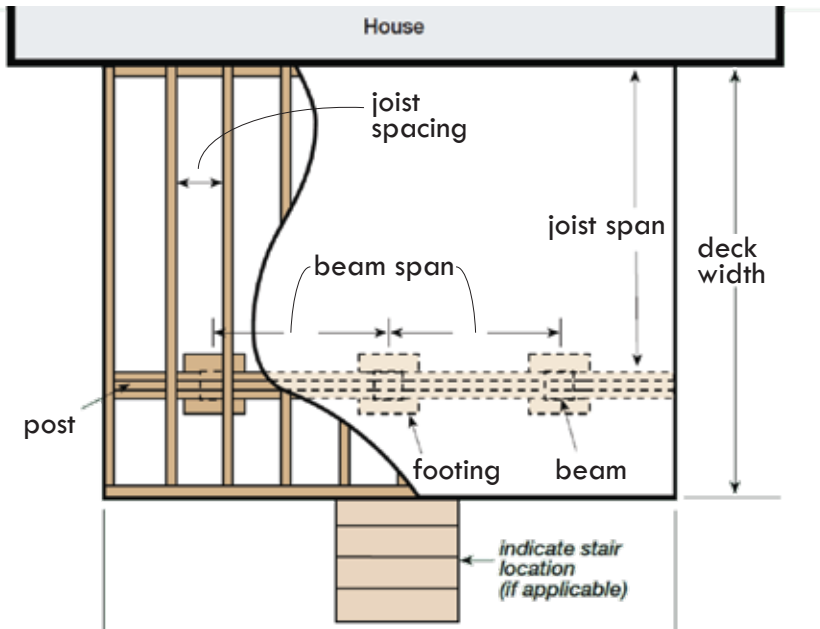 House
joist
spacing
joist span
deck
width
beam span
post
footing
beam
indicate stair
location
(if applicable)